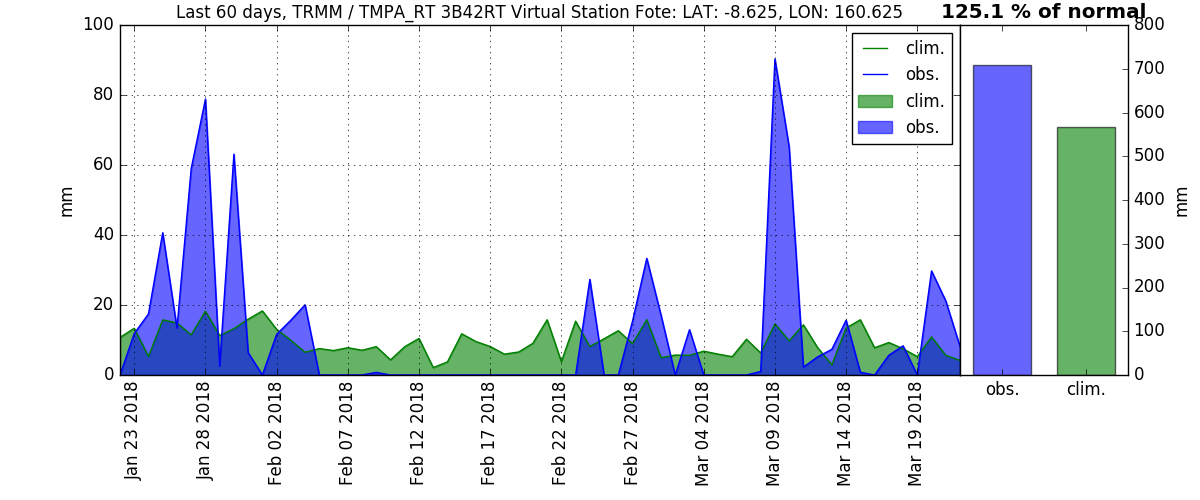 Last 60 days, TRMM / TMPA_RT 3B42RT Virtual Station Fote: LAT: -8.625, LON: 160.625
125.1 % of normal
100
80
60
40
20
0
mm
clim.
obs.
clim.
obs.
800
700
600
500
400
300
200
100
0
mm
Jan 23 2018
Jan 28 2018
Feb 02 2018
Feb 07 2018
Feb 12 2018
Feb 17 2018
Feb 22 2018
Feb 27 2018
Mar 04 2018
Mar 09 2018
Mar 14 2018
Mar 19 2018
obs.
clim.